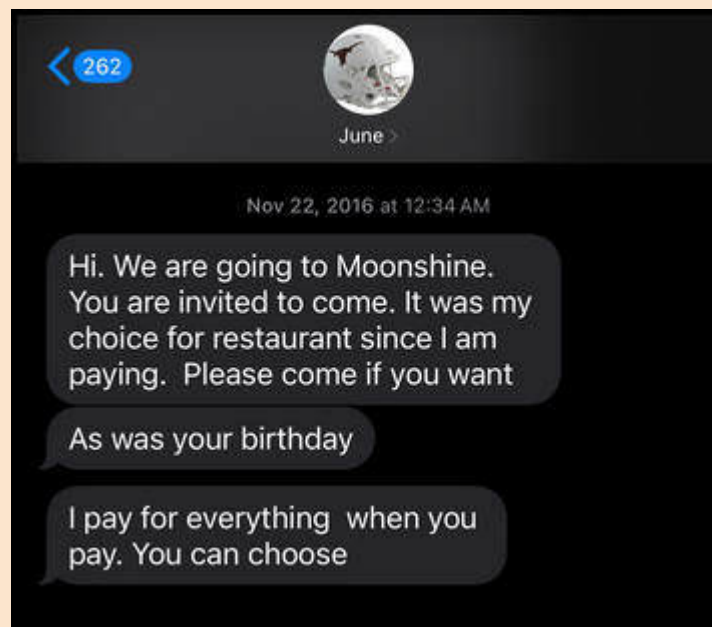 262
June
Nov 22, 2016 at 12:34 AM
Hi. We are going to Moonshine.
You are invited to come. It was my
choice for restaurant since I am
paying.  Please come if you want
As was your birthday
I pay for everything  when you
pay. You can choose